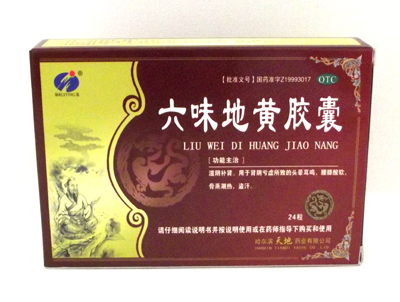 【批准文号】国药准字Z19993017 OTC
六味地黄胶囊
LIU WEI DI HUANG JIAO NANG
[功能主治]
滋阴补肾。用于肾阴亏虚所致的头晕耳鸣，腰膝酸软，
骨蒸潮热，盗汗。
24粒
请仔细阅读说明书并按说明使用或在药师指导下购买和使用
哈尔滨天地药业有限公司